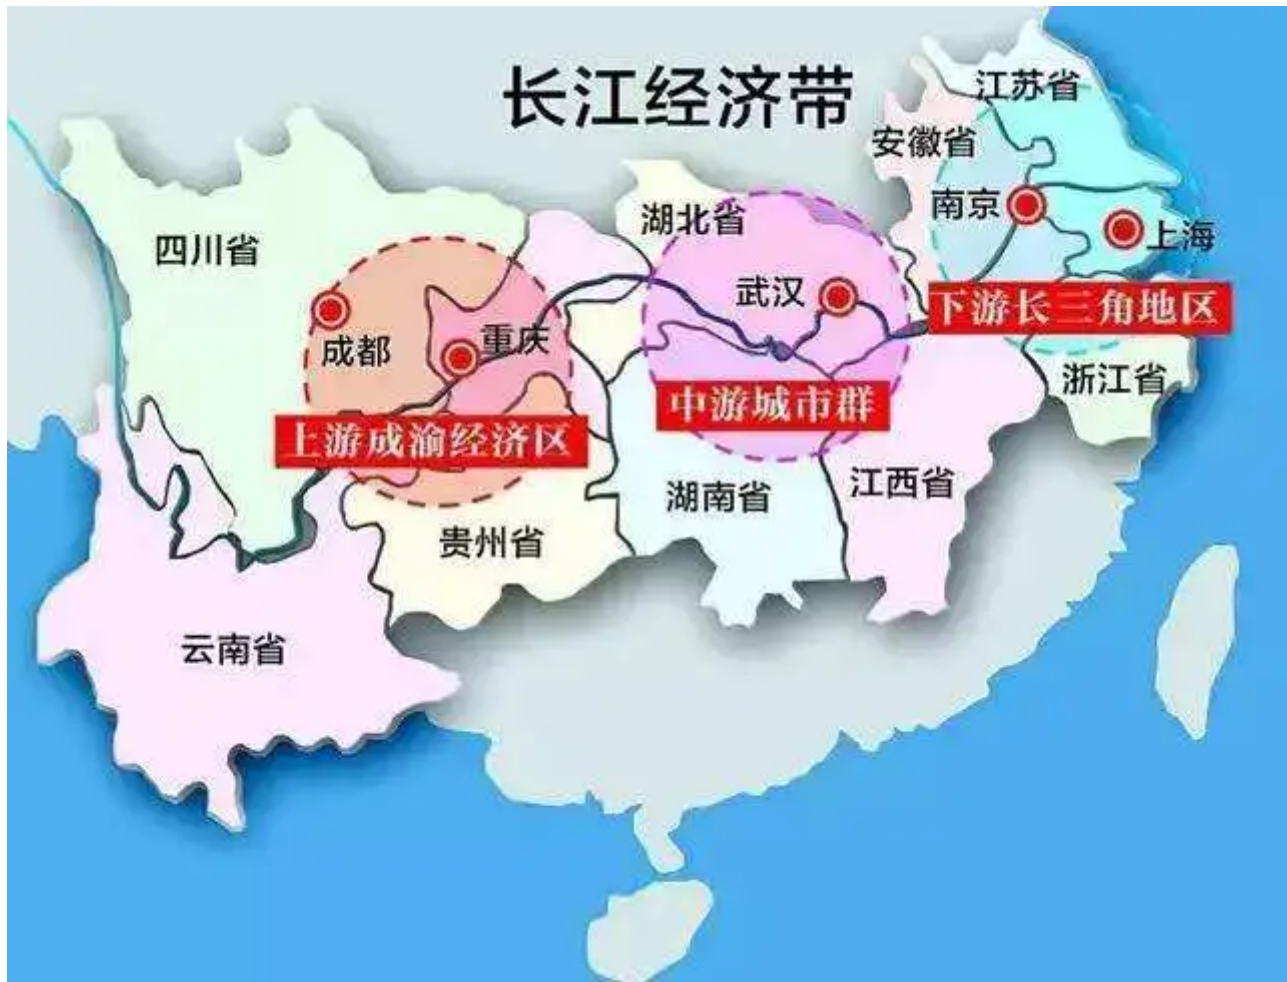 长江经济带
江苏省
安徽省
南京
上海
湖北省
四川省
武汉
下游长三角地区
成都
重庆
浙江省
中游城市群
上游成渝经济区
湖南省
江西省
贵州省
云南省